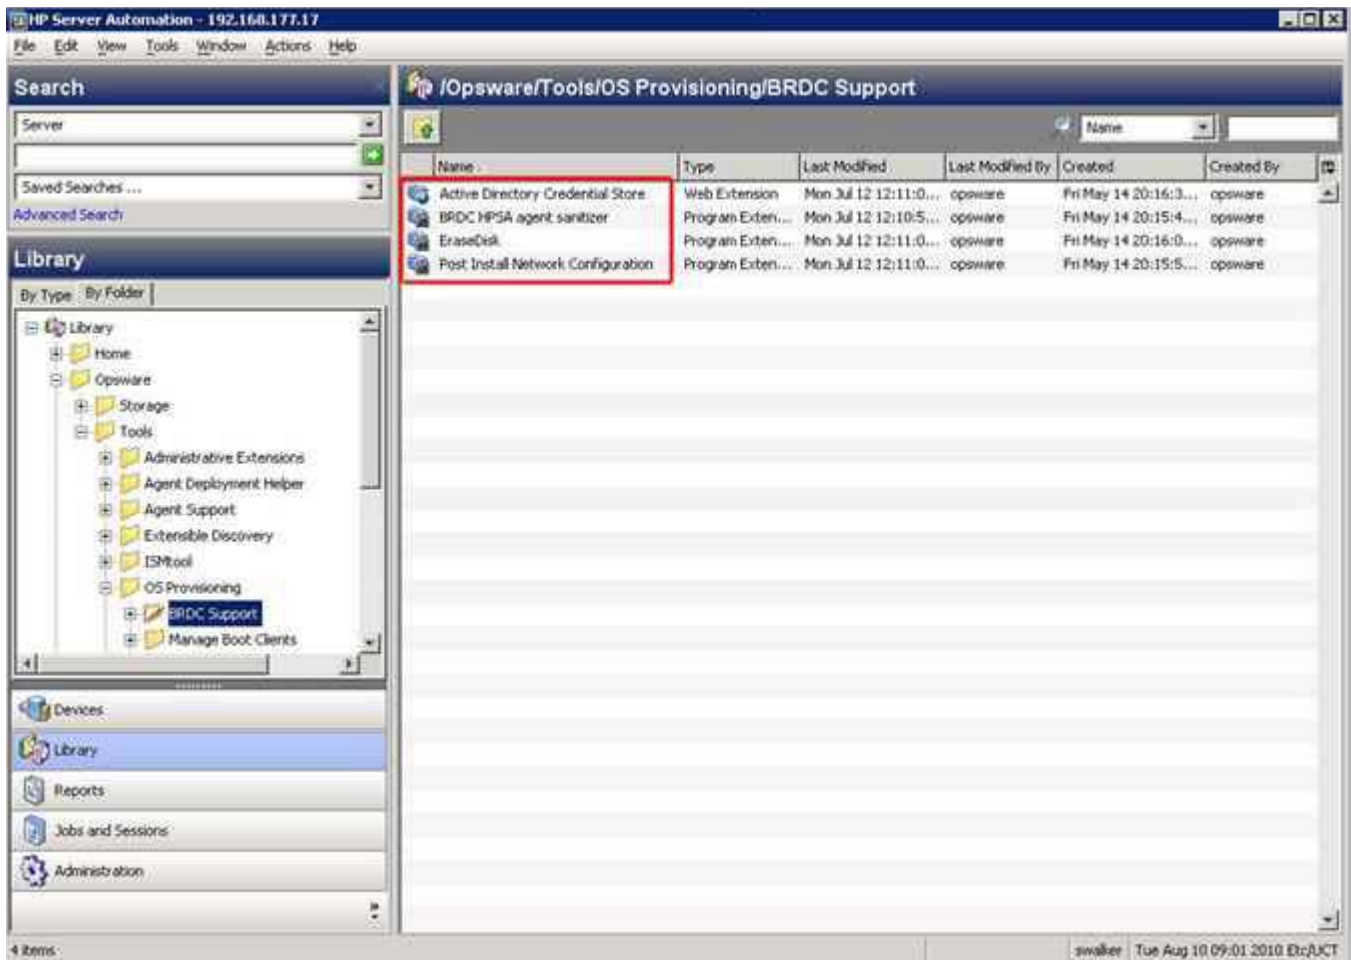 HP Server Automation - 192.168.177.17
File Edit View Tools Window Actions Help
Search
Server
Saved Searches ...
Advanced Search
Library
By Type By Folder
Library
Home
Opsware
Storage
Tools
Administrative Extensions
Agent Deployment Helper
Agent Support
Extensible Discovery
ISMtool
OS Provisioning
BRDC Support
Manage Boot Clients
Devices
Library
Reports
Jobs and Sessions
Administration
/Opsware/Tools/OS Provisioning/BRDC Support
Name
Name Type Last Modified Last Modified By Created Created By
Active Directory Credential Store Web Extension Mon Jul 12 12:11:0... opsware Fri May 14 20:16:3... opsware
BRDC HPSA agent sanitizer Program Exten... Mon Jul 12 12:10:5... opsware Fri May 14 20:15:4... opsware
EraseDisk Program Exten... Mon Jul 12 12:11:0... opsware Fri May 14 20:16:0... opsware
Post Install Network Configuration Program Exten... Mon Jul 12 12:11:0... opsware Fri May 14 20:15:5... opsware
4 items swalker Tue Aug 10 09:01 2010 Etc/UCT